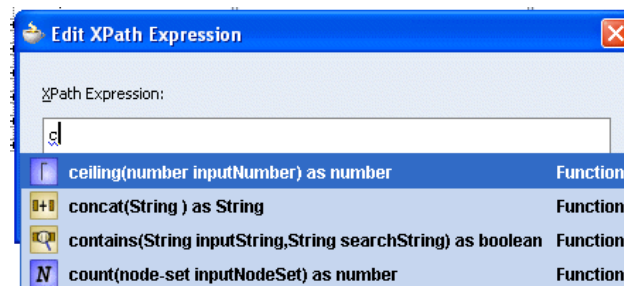 Edit XPath Expression
XPath Expression:
c
ceiling(number inputNumber) as number Function
concat(String ) as String Function
contains(String inputString,String searchString) as boolean Function
count(node-set inputNodeSet) as number Function